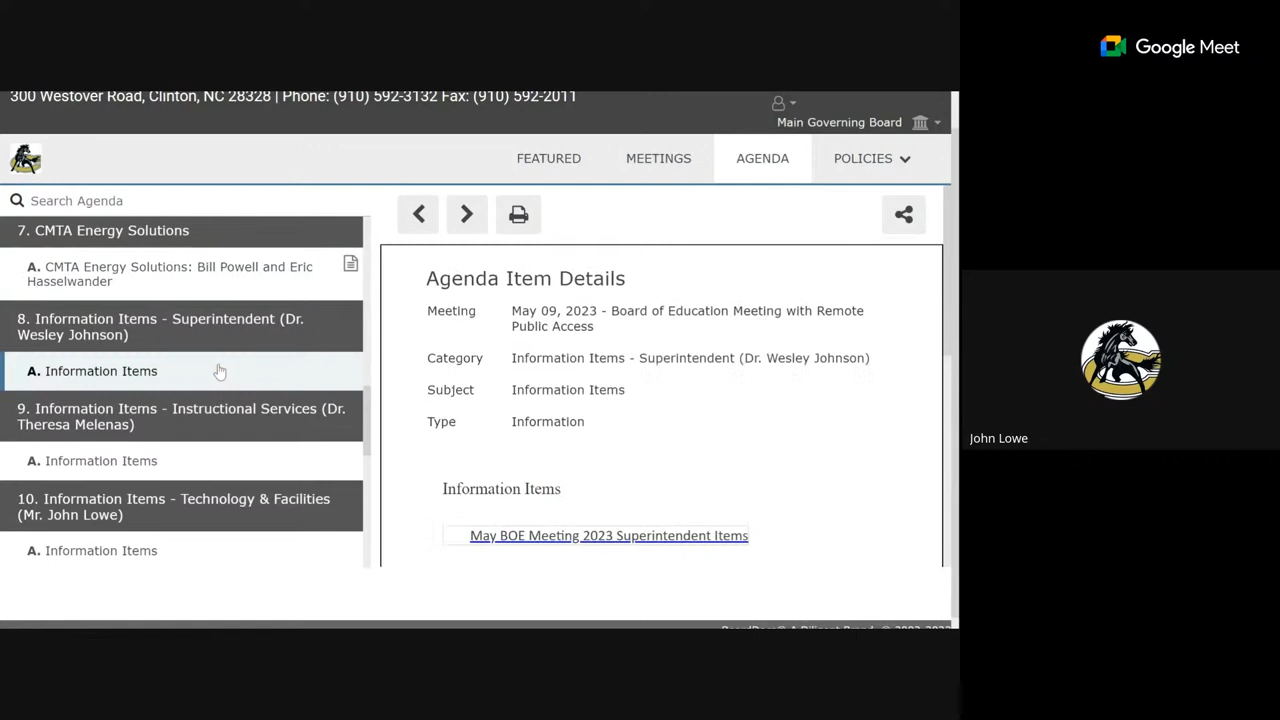 Google Meet
300 Westover Road, Clinton, NC 28328 | Phone: (910) 592-3132 Fax: (910) 592-2011
Main Governing Board
FEATURED
MEETINGS
AGENDA
POLICIES
Search Agenda
7. CMTA Energy Solutions
A. CMTA Energy Solutions: Bill Powell and Eric
Hasselwander
8. Information Items - Superintendent (Dr.
Wesley Johnson)
A. Information Items
9. Information Items - Instructional Services (Dr.
Theresa Melenas)
A. Information Items
10. Information Items - Technology & Facilities
(Mr. John Lowe)
A. Information Items
Agenda Item Details
Meeting
May 09, 2023 - Board of Education Meeting with Remote
Public Access
Category
Information Items - Superintendent (Dr. Wesley Johnson)
Subject
Information Items
Type
Information
Information Items
May BOE Meeting 2023 Superintendent Items
John Lowe